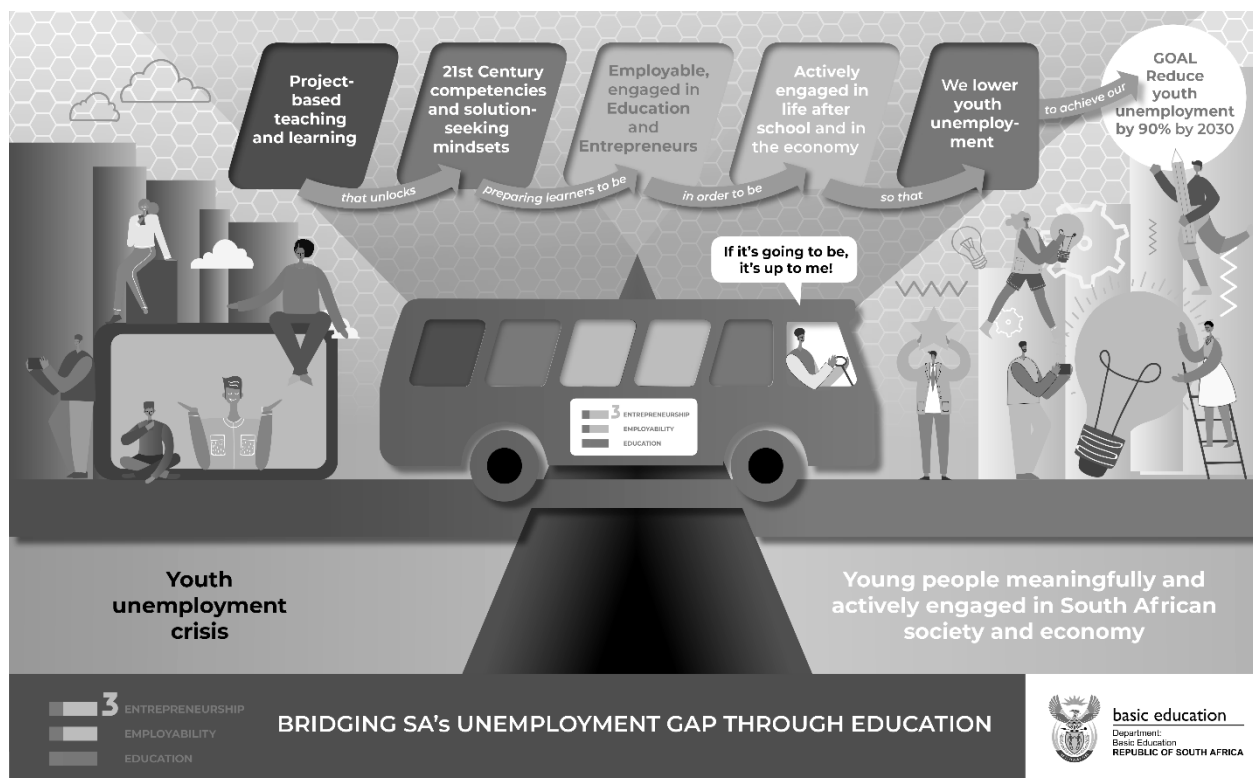 Project-
based
teaching
and learning
that unlocks
21st Century
competencies
and solution-
seeking
mindsets
preparing learners to be
Employable,
engaged in
Education
and
Entrepreneurs
in order to be
Actively
engaged in
life after
school and in
the economy
so that
We lower
youth
unemploy-
ment
to achieve our
GOAL
Reduce
youth
unemployment
by 90% by 2030
If it’s going to be,
it’s up to me!
3 ENTREPRENEURSHIP
EMPLOYABILITY
EDUCATION
Youth
unemployment
crisis
Young people meaningfully and
actively engaged in South African
society and economy
3 ENTREPRENEURSHIP
EMPLOYABILITY
EDUCATION
BRIDGING SA’s UNEMPLOYMENT GAP THROUGH EDUCATION
basic education
Department:
Basic Education
REPUBLIC OF SOUTH AFRICA